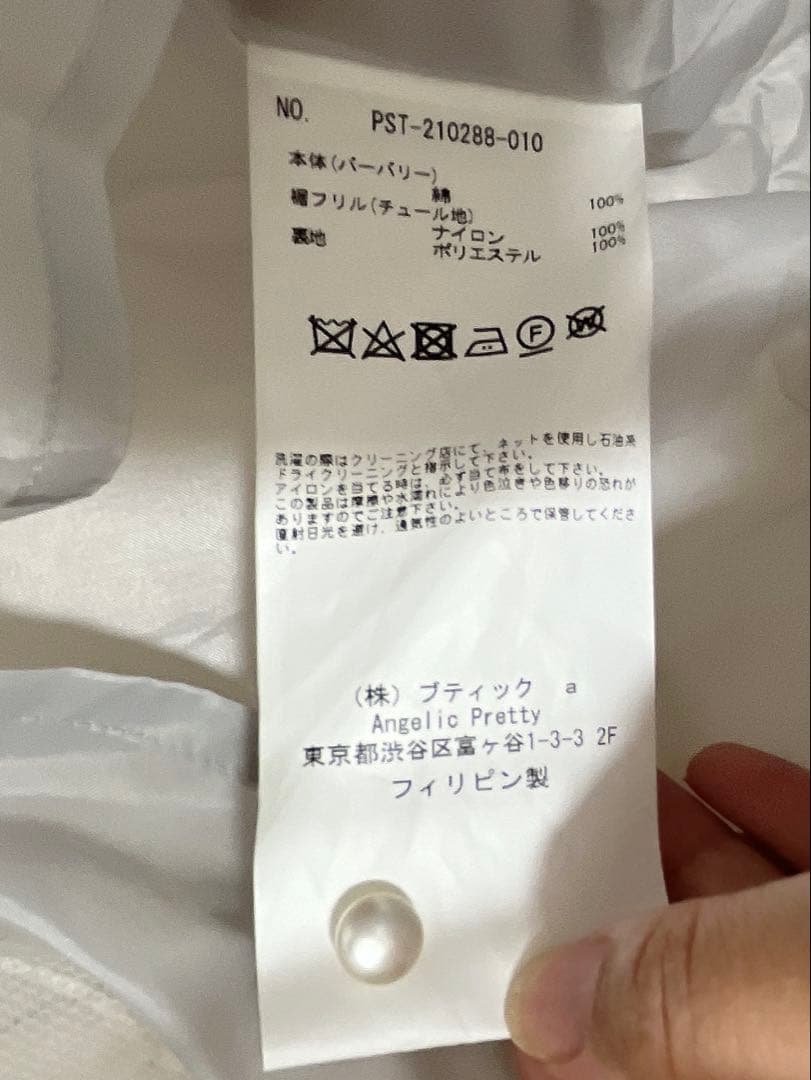 NO. PST-210288-010
本体(バーバリー)
綿 100%
裾フリル(チュール地)
ナイロン 100%
裏地 ポリエステル 100%
F
W
洗濯の際はクリーニング店にて、ネットを使用し石油系
ドライクリーニングと指示して下さい。
アイロンを当てる時は、必ず当て布をして下さい。
この製品は摩擦や水濡れにより色泣きや色移りの恐れが
ありますのでご注意下さい。
直射日光を避け、通気性のよいところで保管してくださ
い。
(株) ブティック a
Angelic Pretty
東京都渋谷区富ヶ谷1-3-3 2F
フィリピン製